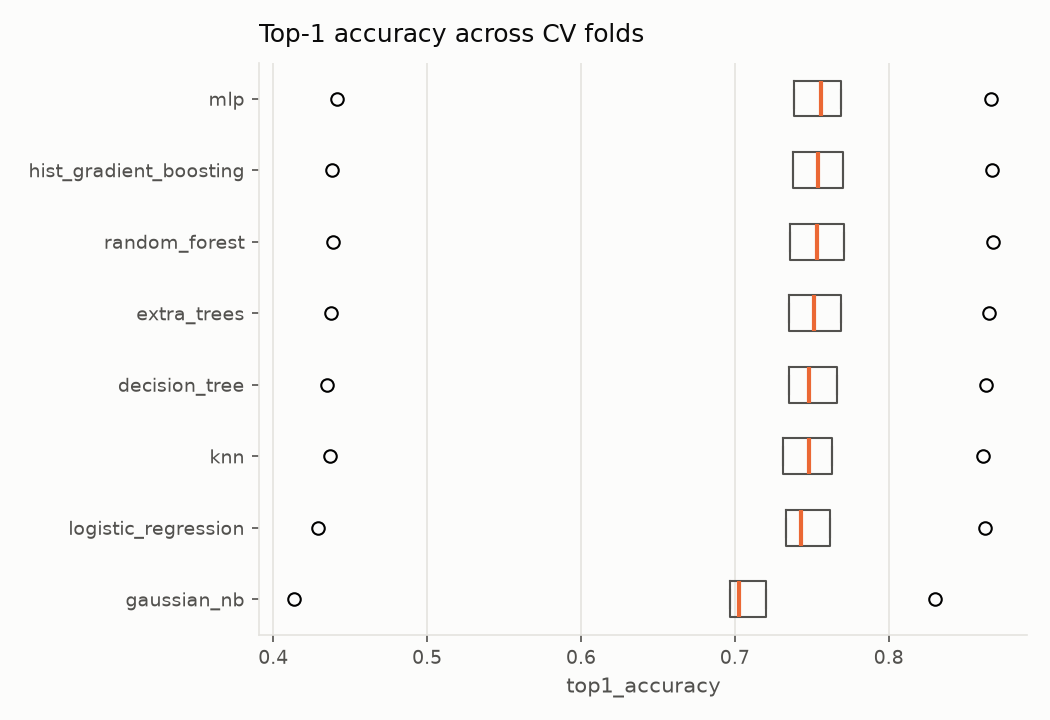 Top-1 accuracy across CV folds
mlp
hist_gradient_boosting
random_forest
extra_trees
decision_tree
knn
logistic_regression
gaussian_nb
0.4 0.5 0.6 0.7 0.8
top1_accuracy